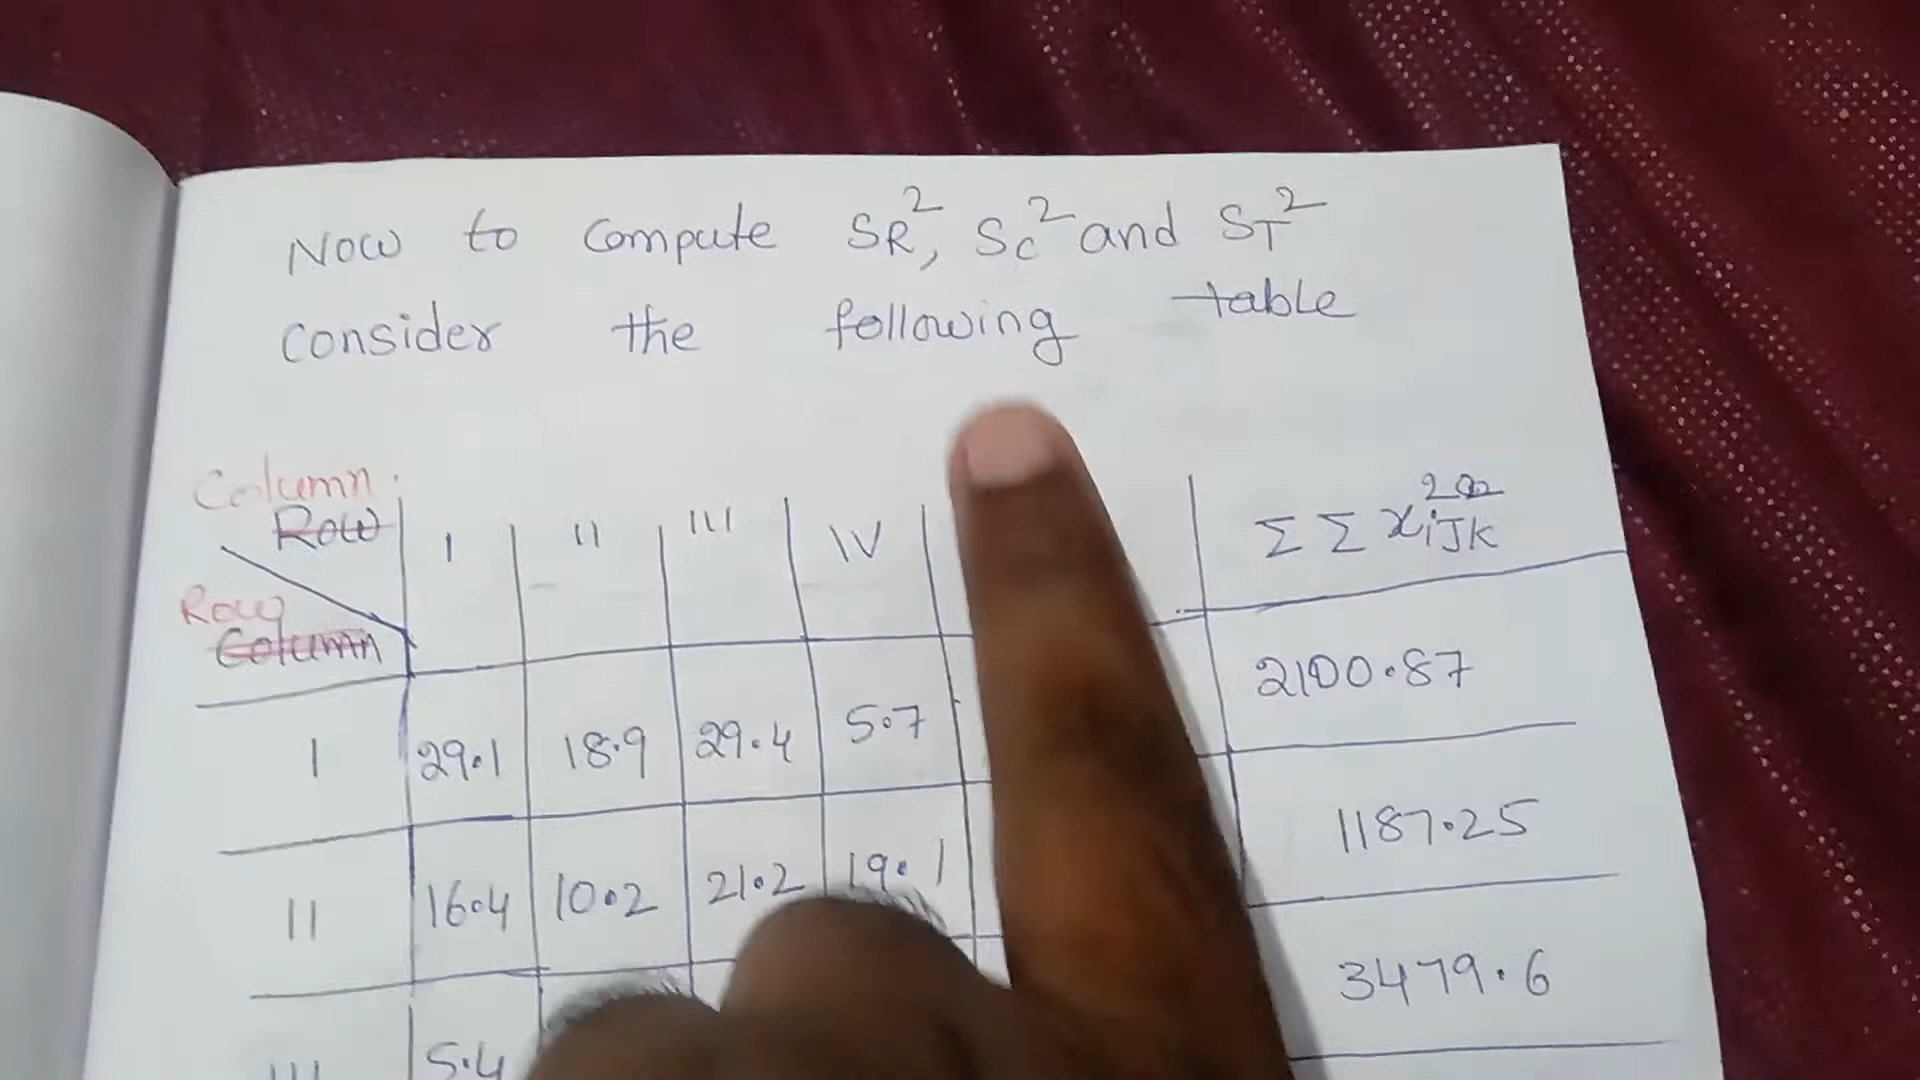 Now to compute SR², Sc² and ST²
consider the following table
Column
Row
I II III IV ΣΣx²ijk
Row
Column
2100.87
I 29.1 18.9 29.4 5.7
1187.25
II 16.4 10.2 21.2 19.1
3479.6
III 5.4